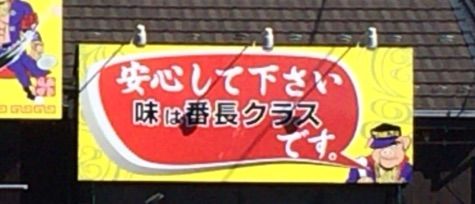 安心して下さい
味は番長クラス
です。